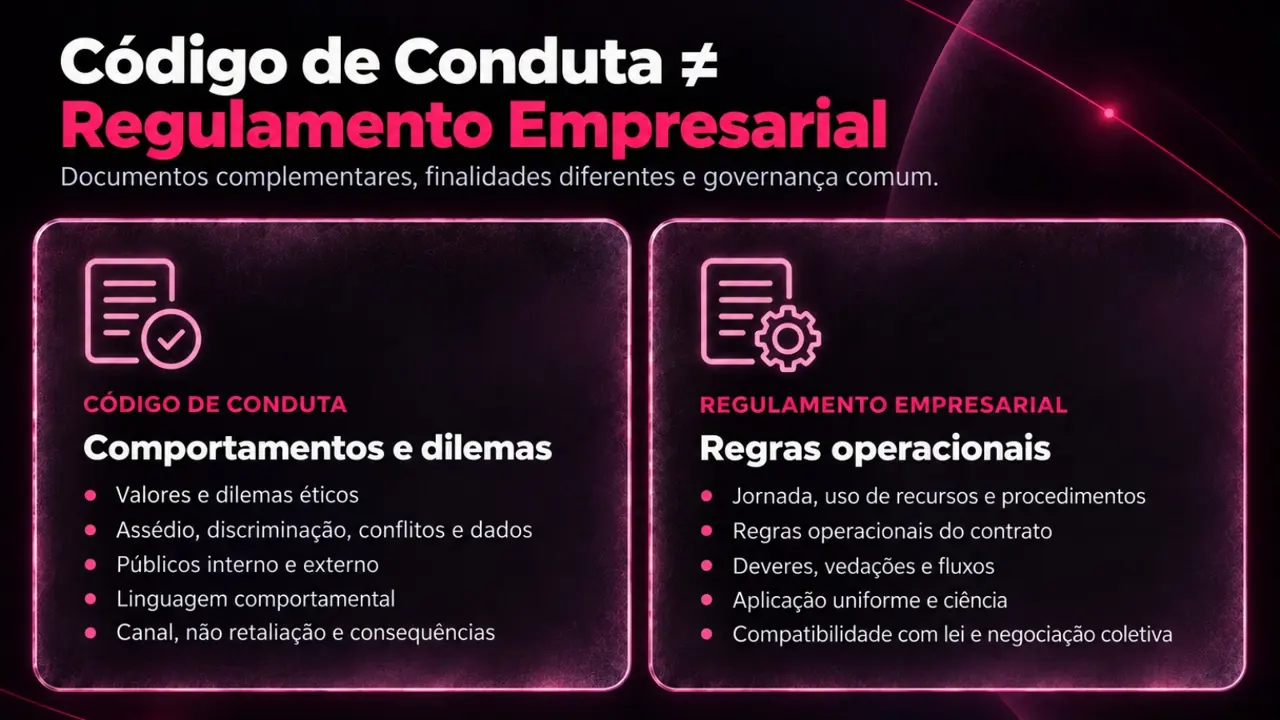 Código de Conduta ≠
Regulamento Empresarial
Documentos complementares, finalidades diferentes e governança comum.
CÓDIGO DE CONDUTA
Comportamentos e dilemas
• Valores e dilemas éticos
• Assédio, discriminação, conflitos e dados
• Públicos interno e externo
• Linguagem comportamental
• Canal, não retaliação e consequências
REGULAMENTO EMPRESARIAL
Regras operacionais
• Jornada, uso de recursos e procedimentos
• Regras operacionais do contrato
• Deveres, vedações e fluxos
• Aplicação uniforme e ciência
• Compatibilidade com lei e negociação coletiva